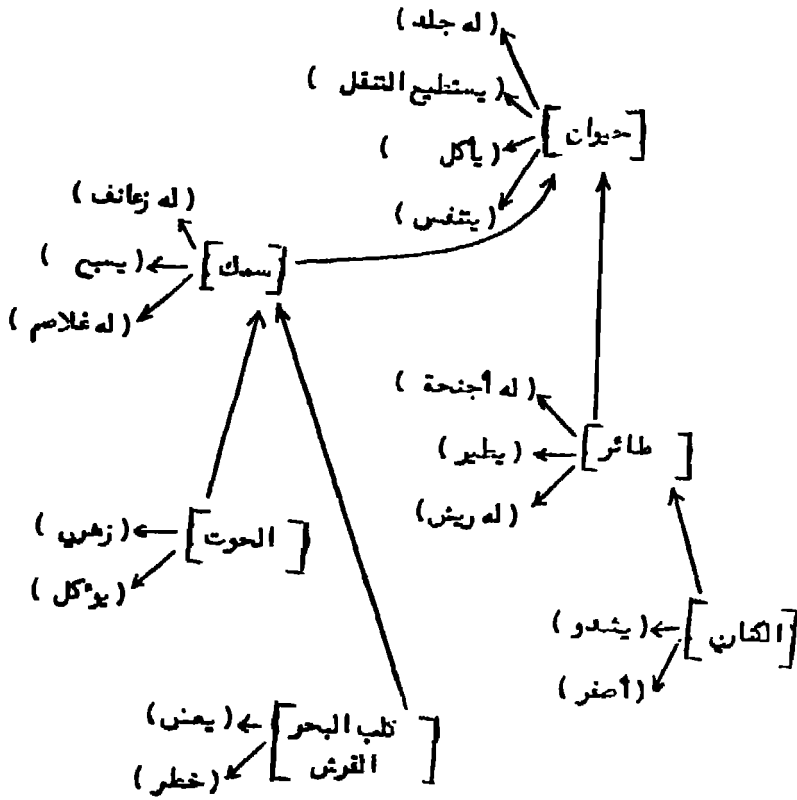 ( له جلد )
( يستطيع التنقل )
( يأكل )
( يتنفس )
[ حيوان ]
( له زعانف )
( يسبح )
( له غلاصم )
[ سمك ]
( له أجنحة )
( يطير )
( له ريش )
[ طائر ]
( زهري )
( يؤكل )
[ الحوت ]
( يشدو )
( أصفر )
[ الكناري ]
( يعض )
( خطر )
[ كلب البحر
القرش ]